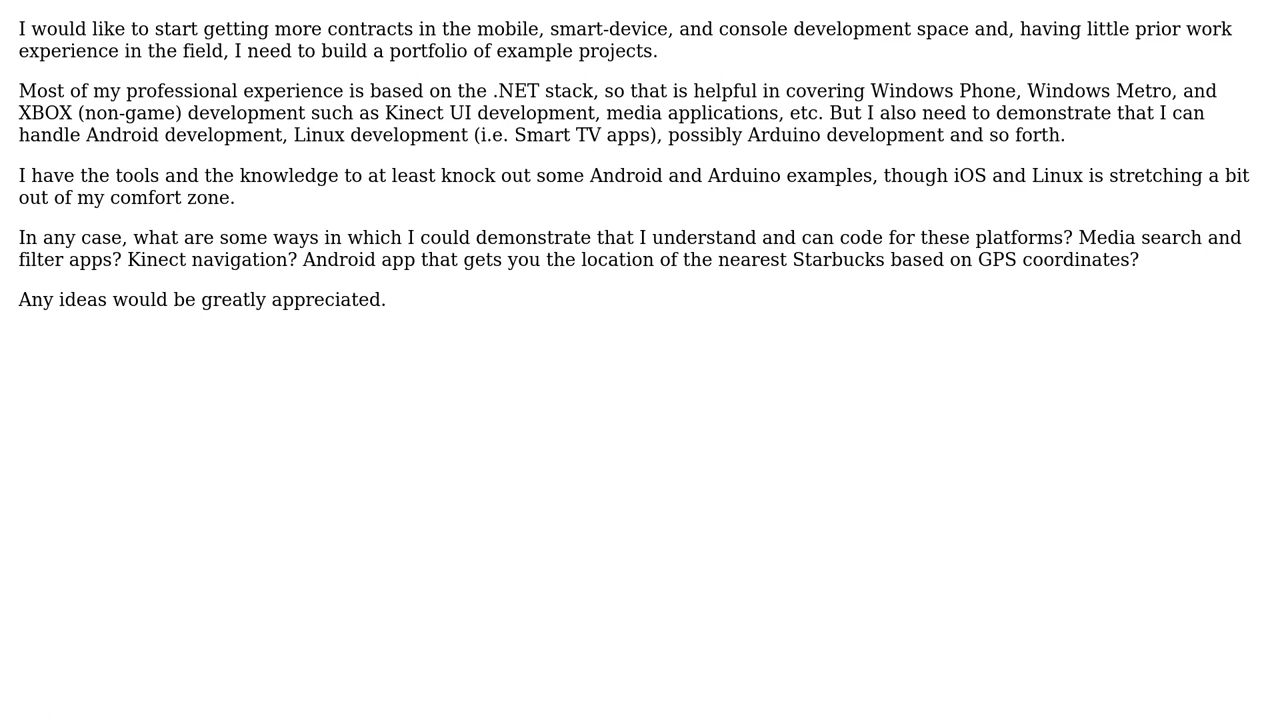 I would like to start getting more contracts in the mobile, smart-device, and console development space and, having little prior work
experience in the field, I need to build a portfolio of example projects.
Most of my professional experience is based on the .NET stack, so that is helpful in covering Windows Phone, Windows Metro, and
XBOX (non-game) development such as Kinect UI development, media applications, etc. But I also need to demonstrate that I can
handle Android development, Linux development (i.e. Smart TV apps), possibly Arduino development and so forth.
I have the tools and the knowledge to at least knock out some Android and Arduino examples, though iOS and Linux is stretching a bit
out of my comfort zone.
In any case, what are some ways in which I could demonstrate that I understand and can code for these platforms? Media search and
filter apps? Kinect navigation? Android app that gets you the location of the nearest Starbucks based on GPS coordinates?
Any ideas would be greatly appreciated.